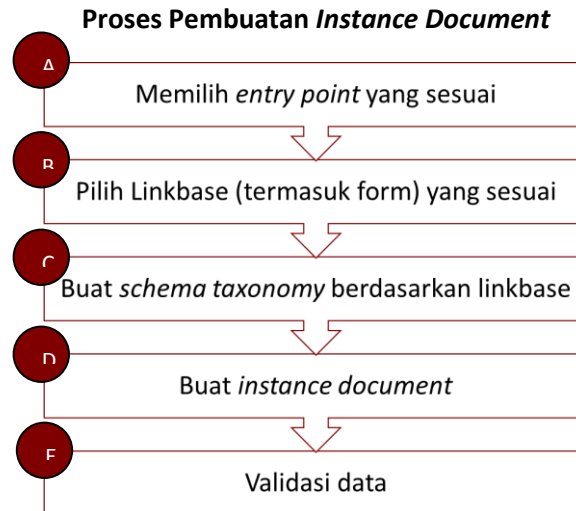 Proses Pembuatan Instance Document
A
Memilih entry point yang sesuai
B
Pilih Linkbase (termasuk form) yang sesuai
C
Buat schema taxonomy berdasarkan linkbase
D
Buat instance document
Validasi data